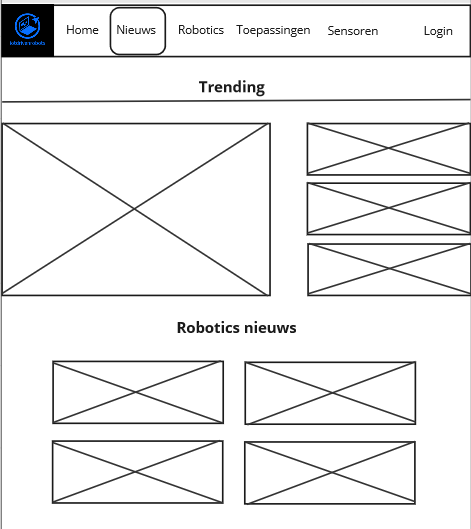 Home
Nieuws
Robotics
Toepassingen
Sensoren
Login
Trending
Robotics nieuws